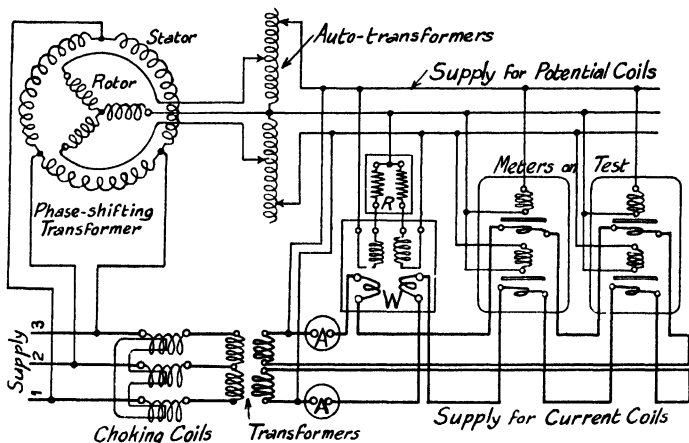 Stator
Auto-transformers
Rotor
Supply for Potential Coils
Meters on Test
R
Phase-shifting
Transformer
W
Supply
3
2
1
A
A
Choking Coils
Transformers
Supply for Current Coils